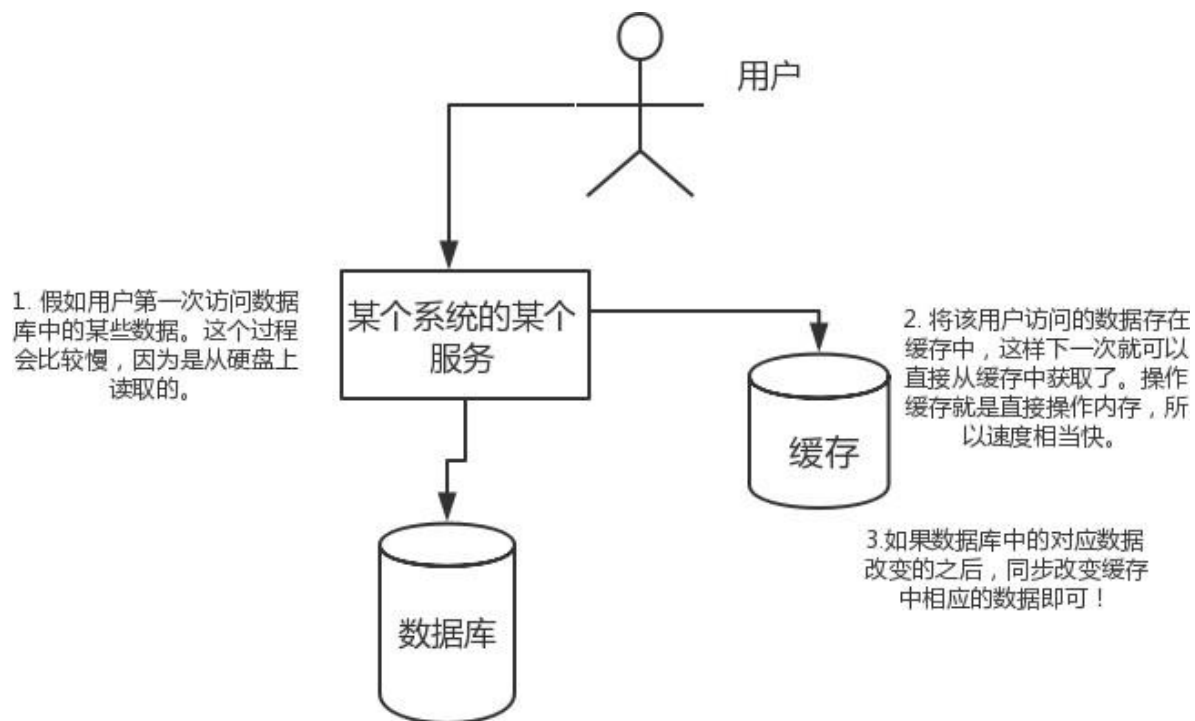 用户
1. 假如用户第一次访问数据
库中的某些数据。这个过程
会比较慢，因为是从硬盘上
读取的。
某个系统的某个
服务
2. 将该用户访问的数据存在
缓存中，这样下一次就可以
直接从缓存中获取了。操作
缓存就是直接操作内存，所
以速度相当快。
缓存
3.如果数据库中的对应数据
改变的之后，同步改变缓存
中相应的数据即可！
数据库